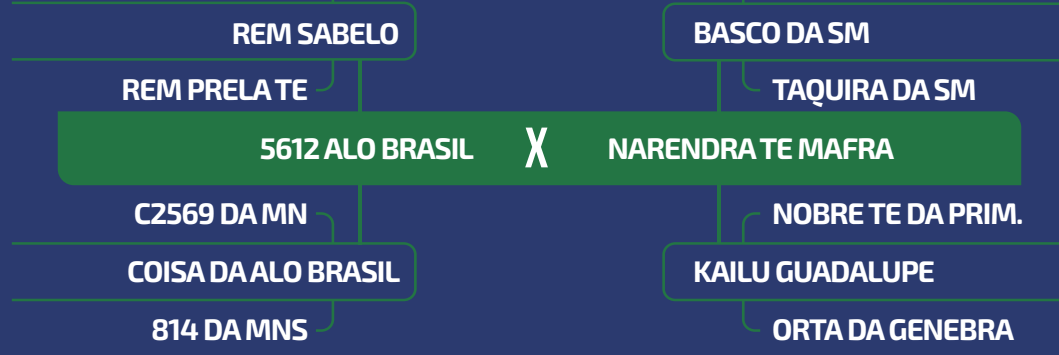 REM SABELO
BASCO DA SM
REM PRELA TE
TAQUIRA DA SM
5612 ALO BRASIL X NARENDRA TE MAFRA
C2569 DA MN
NOBRE TE DA PRIM.
COISA DA ALO BRASIL
KAILU GUADALUPE
814 DA MNS
ORTA DA GENEBRA